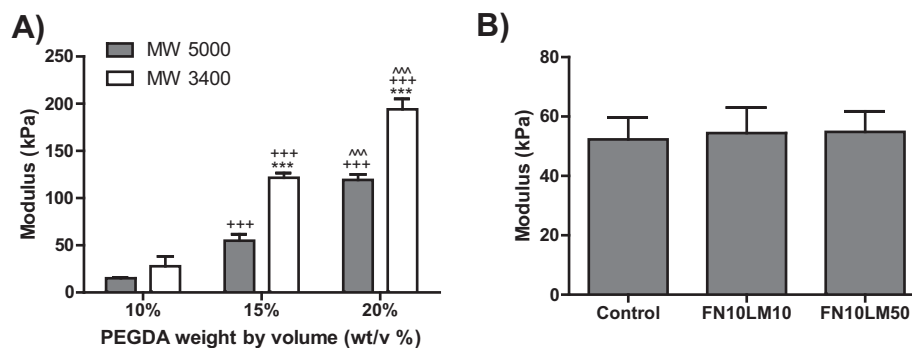 A)
MW 5000
MW 3400
Modulus (kPa)
250
200
150
100
50
0
+++
+++
***
^^^
+++
^^^
+++
***
10%
15%
20%
PEGDA weight by volume (wt/v %)
B)
Modulus (kPa)
80
60
40
20
0
Control
FN10LM10
FN10LM50